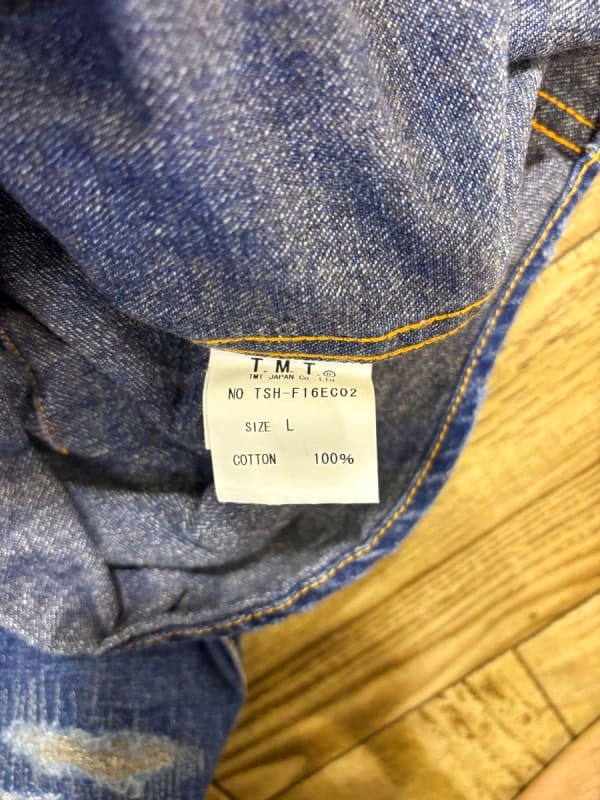 T.M.T®
TMT JAPAN Co.,Ltd
NO TSH-F16EC02
SIZE L
COTTON 100%